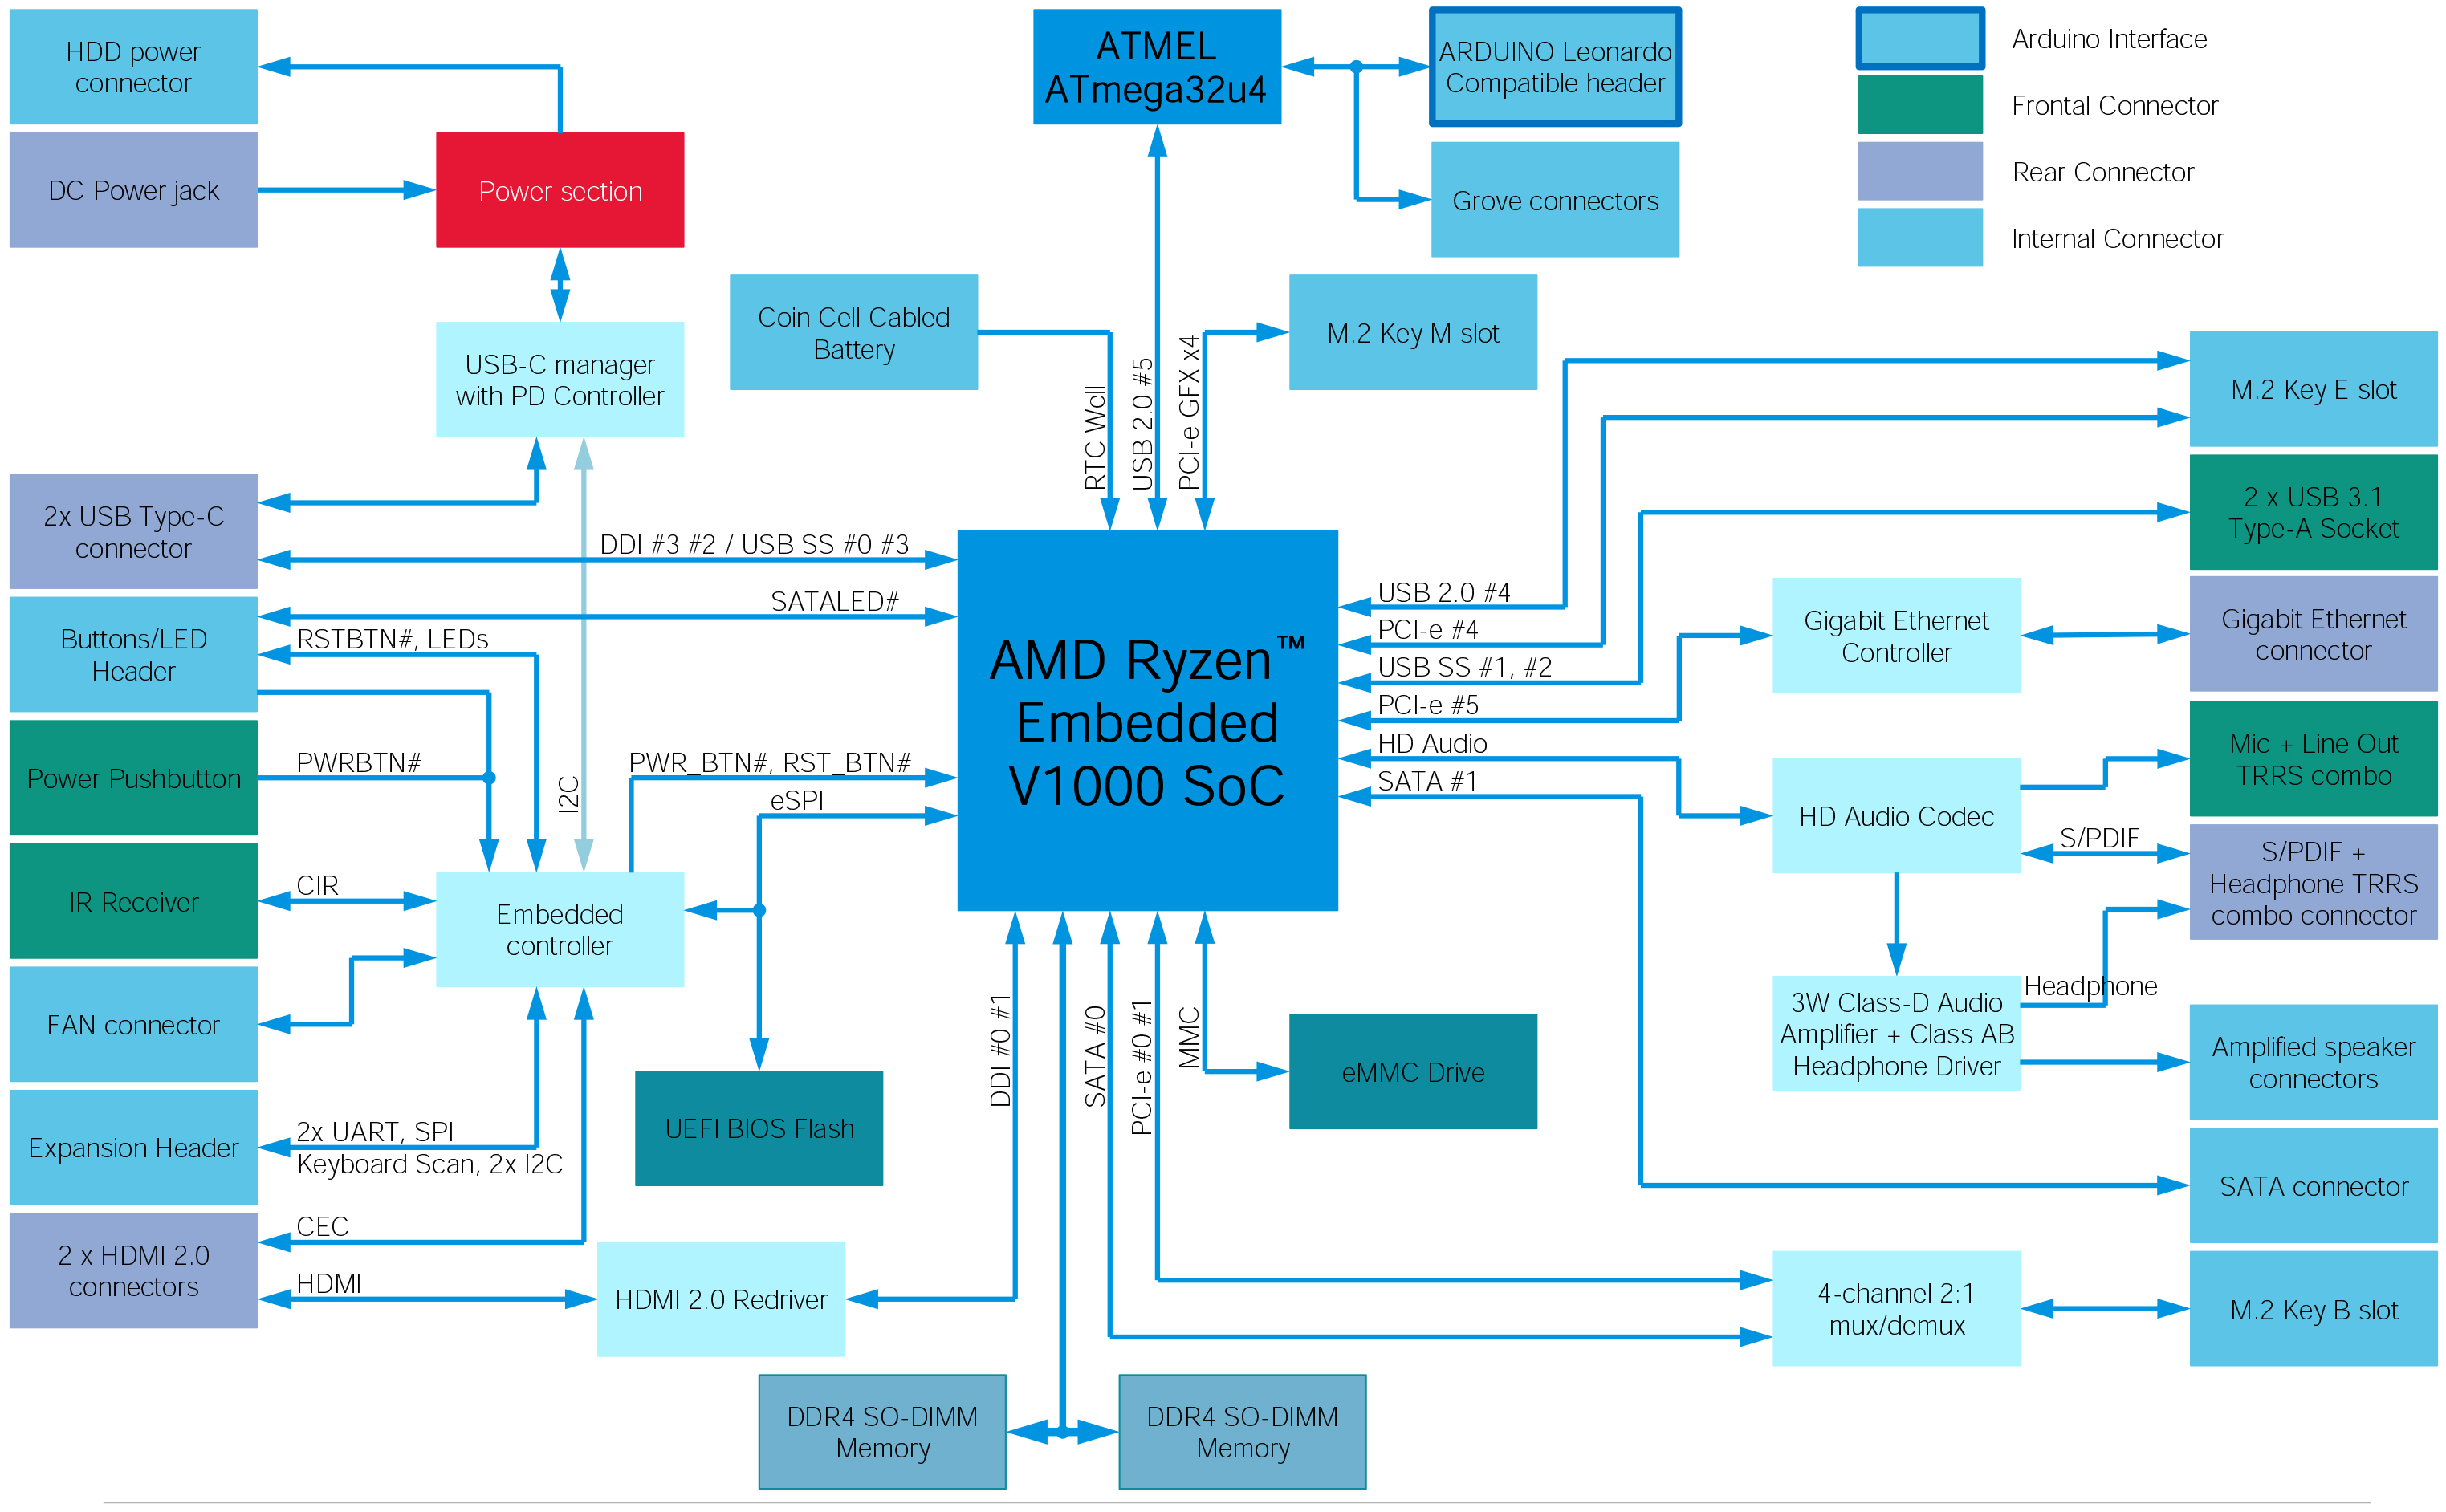 HDD power
connector
DC Power jack
Power section
ATMEL
ATmega32u4
ARDUINO Leonardo
Compatible header
Grove connectors
Arduino Interface
Frontal Connector
Rear Connector
Internal Connector
USB-C manager
with PD Controller
Coin Cell Cabled
Battery
M.2 Key M slot
RTC Well
USB 2.0 #5
PCI-e GFX x4
2x USB Type-C
connector
DDI #3 #2 / USB SS #0 #3
SATALED#
Buttons/LED
Header
RSTBTN#, LEDs
Power Pushbutton
PWRBTN#
I2C
PWR_BTN#, RST_BTN#
eSPI
IR Receiver
CIR
Embedded
controller
FAN connector
Expansion Header
2x UART, SPI
Keyboard Scan, 2x I2C
2 x HDMI 2.0
connectors
CEC
HDMI
HDMI 2.0 Redriver
UEFI BIOS Flash
AMD Ryzen™
Embedded
V1000 SoC
USB 2.0 #4
PCI-e #4
USB SS #1, #2
PCI-e #5
HD Audio
SATA #1
M.2 Key E slot
2 x USB 3.1
Type-A Socket
Gigabit Ethernet
Controller
Gigabit Ethernet
connector
HD Audio Codec
Mic + Line Out
TRRS combo
S/PDIF
S/PDIF +
Headphone TRRS
combo connector
3W Class-D Audio
Amplifier + Class AB
Headphone Driver
Headphone
Amplified speaker
connectors
SATA connector
DDI #0 #1
SATA #0
PCI-e #0 #1
MMC
eMMC Drive
4-channel 2:1
mux/demux
M.2 Key B slot
DDR4 SO-DIMM
Memory
DDR4 SO-DIMM
Memory